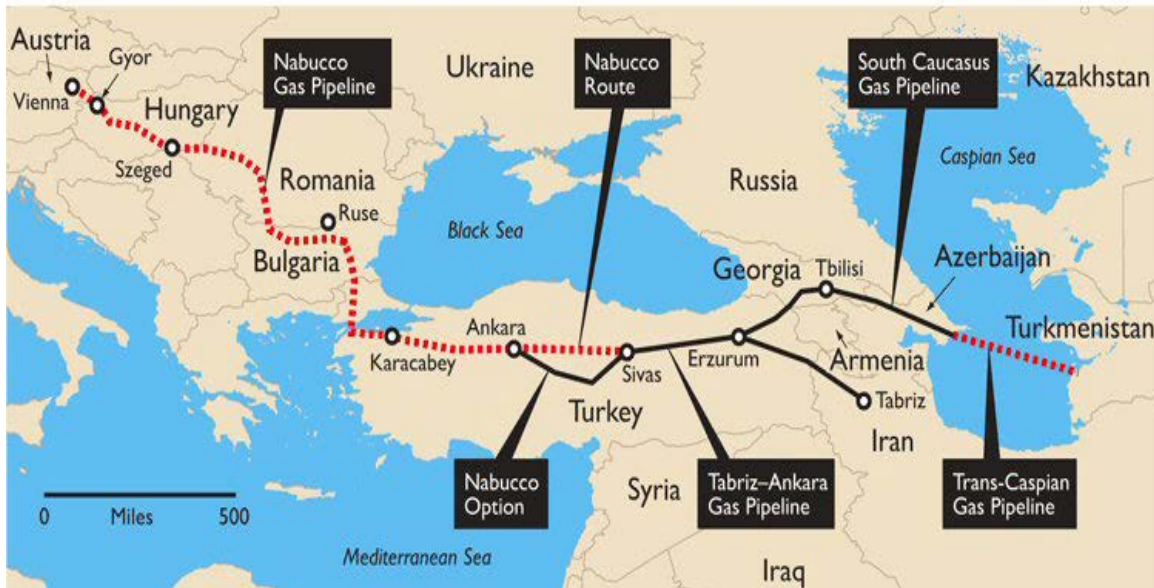 Austria
Gyor
Vienna
Hungary
Szeged
Nabucco
Gas Pipeline
Ukraine
Nabucco
Route
South Caucasus
Gas Pipeline
Kazakhstan
Caspian Sea
Romania
Ruse
Russia
Black Sea
Bulgaria
Georgia
Tbilisi
Azerbaijan
Turkmenistan
Karacabey
Ankara
Sivas
Erzurum
Armenia
Tabriz
Turkey
Iran
Nabucco
Option
Syria
Tabriz–Ankara
Gas Pipeline
Trans-Caspian
Gas Pipeline
0 Miles 500
Mediterranean Sea
Iraq